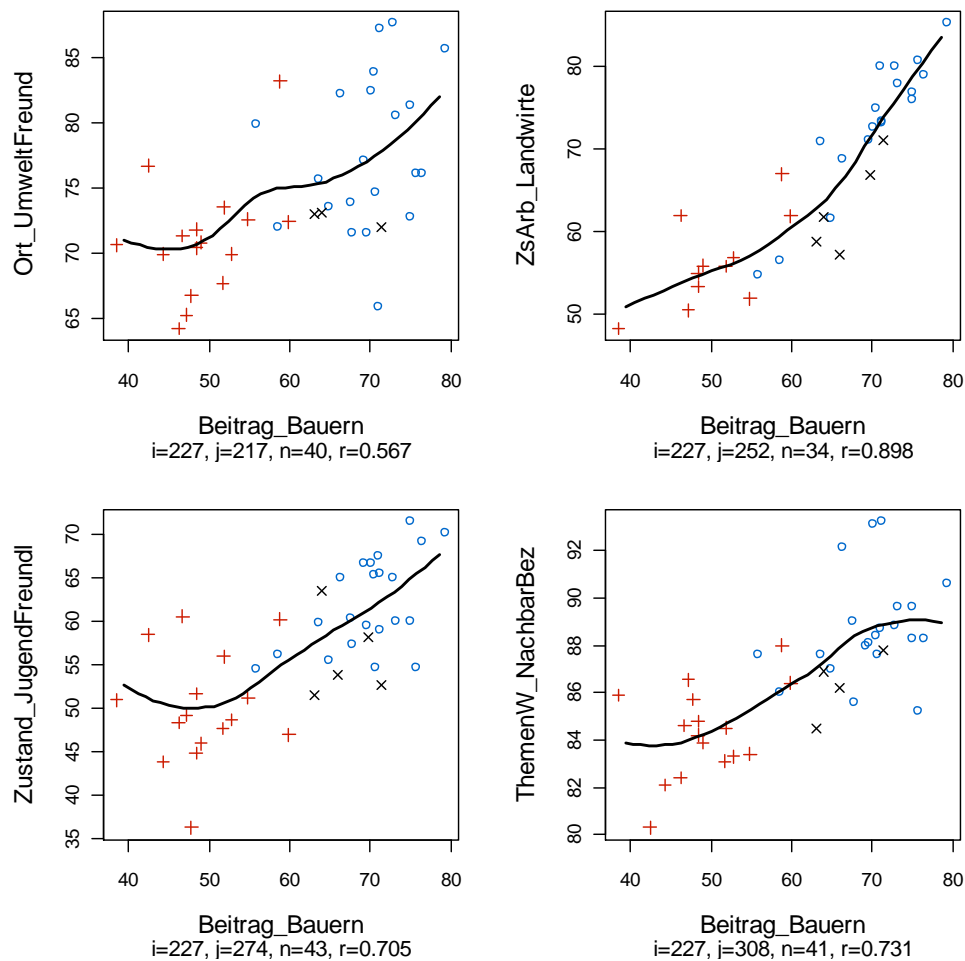 Ort_UmweltFreund
85
80
75
70
65
40 50 60 70 80
Beitrag_Bauern
i=227, j=217, n=40, r=0.567
ZsArb_Landwirte
80
70
60
50
40 50 60 70 80
Beitrag_Bauern
i=227, j=252, n=34, r=0.898
Zustand_JugendFreundl
70
65
60
55
50
45
40
35
40 50 60 70 80
Beitrag_Bauern
i=227, j=274, n=43, r=0.705
ThemenW_NachbarBez
92
90
88
86
84
82
80
40 50 60 70 80
Beitrag_Bauern
i=227, j=308, n=41, r=0.731